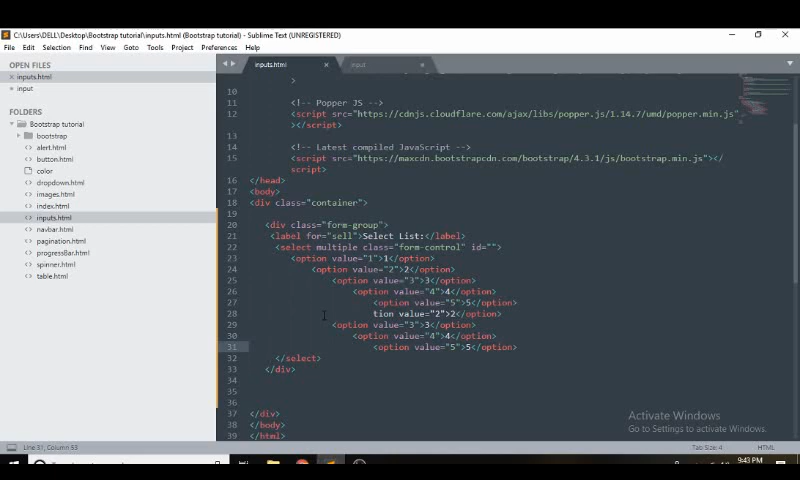 C:\Users\DELL\Desktop\Bootstrap tutorial\inputs.html (Bootstrap tutorial) - Sublime Text (UNREGISTERED)
File Edit Selection Find View Goto Tools Project Preferences Help
OPEN FILES
inputs.html
input
FOLDERS
Bootstrap tutorial
bootstrap
alert.html
button.html
color
dropdown.html
images.html
index.html
inputs.html
navbar.html
pagination.html
progressBar.html
spinner.html
table.html
inputs.html input
>
10
11 <!-- Popper JS -->
12 <script src="https://cdnjs.cloudflare.com/ajax/libs/popper.js/1.14.7/umd/popper.min.js"
></script>
13
14 <!-- Latest compiled JavaScript -->
15 <script src="https://maxcdn.bootstrapcdn.com/bootstrap/4.3.1/js/bootstrap.min.js"></
script>
16 </head>
17 <body>
18 <div class="container">
19
20 <div class="form-group">
21 <label for="sell">Select List:</label>
22 <select multiple class="form-control" id="">
23 <option value="1">1</option>
24 <option value="2">2</option>
25 <option value="3">3</option>
26 <option value="4">4</option>
27 <option value="5">5</option>
28 tion value="2">2</option>
29 <option value="3">3</option>
30 <option value="4">4</option>
31 <option value="5">5</option>
32 </select>
33 </div>
34
35
36
37 </div>
38 </body>
39 </html>
Activate Windows
Go to Settings to activate Windows.
Line 31, Column 53 Tab Size: 4 HTML
9:43 PM